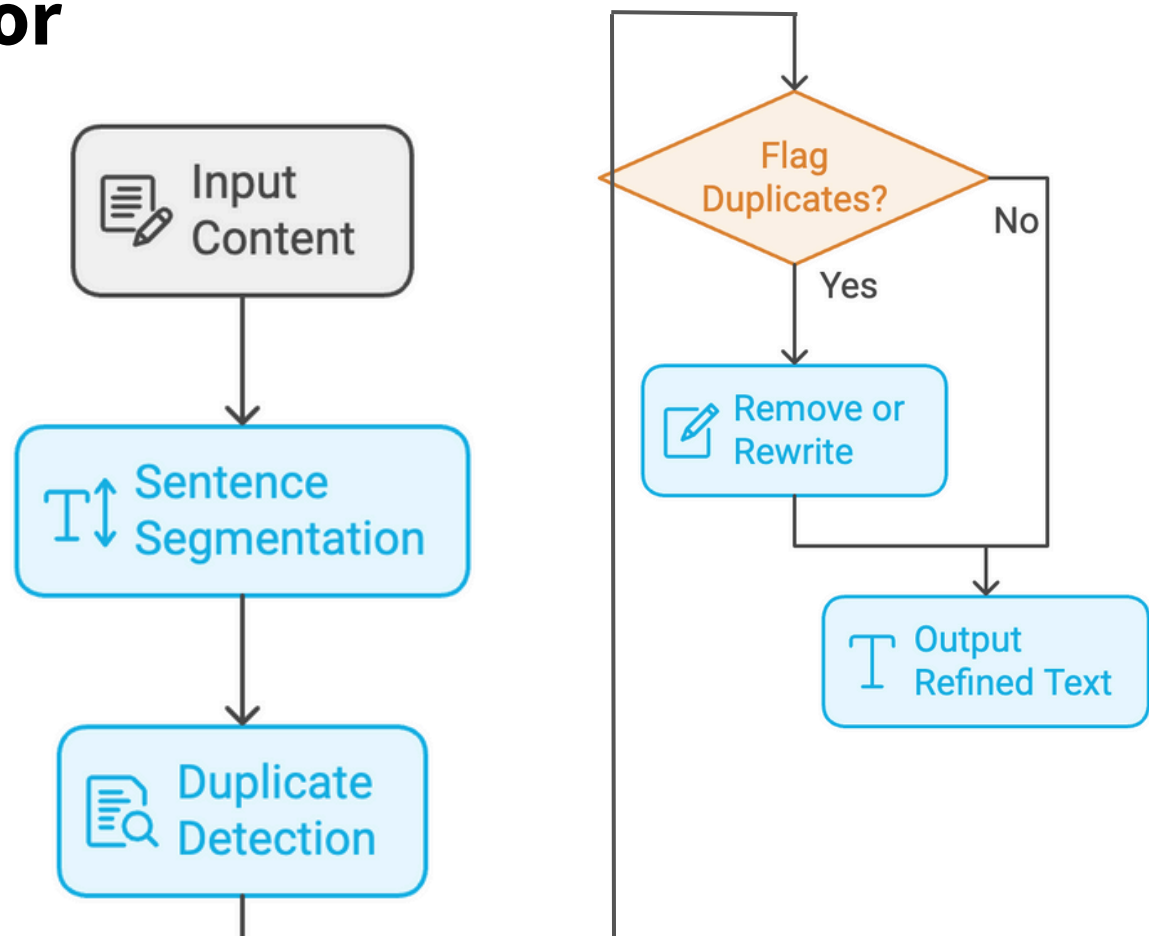 or
Input
Content
Sentence
Segmentation
Duplicate
Detection
Flag
Duplicates?
No
Yes
Remove or
Rewrite
Output
Refined Text